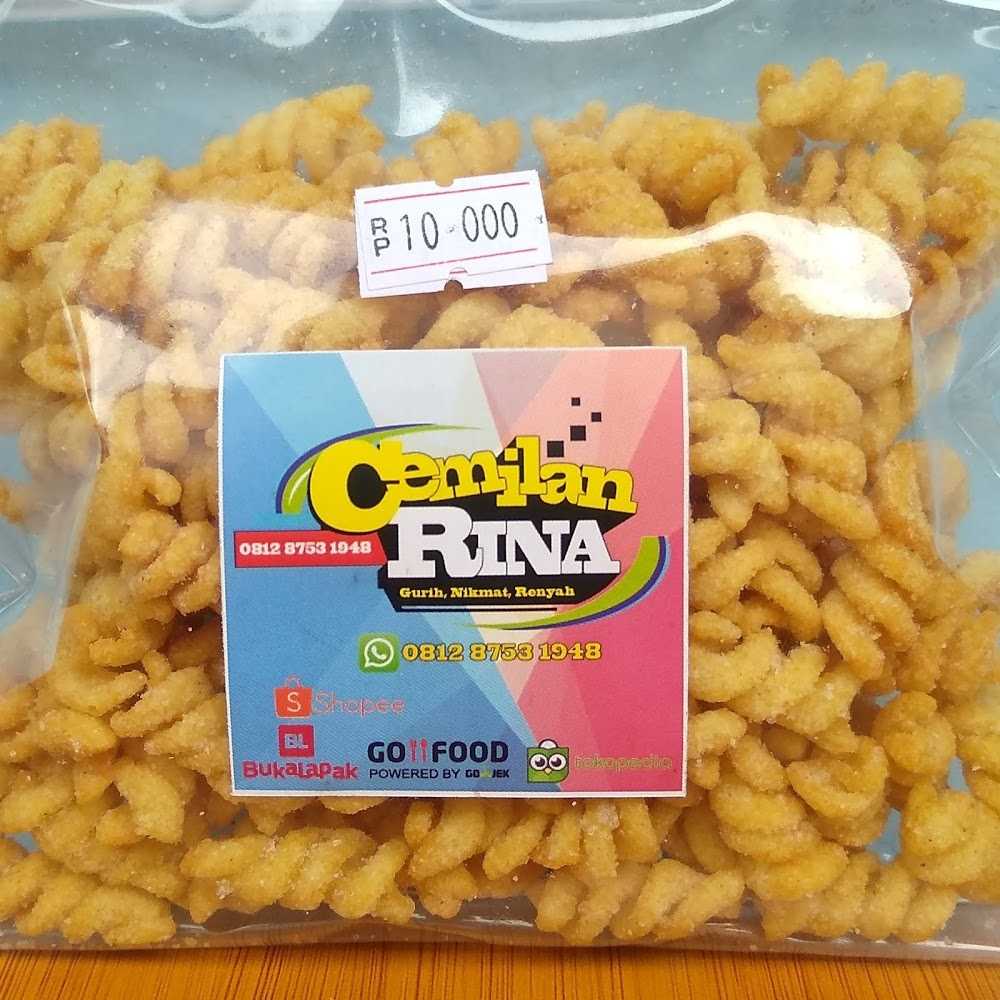 RP 10.000
Cemilan
RINA
0812 8753 1948
Gurih, Nikmat, Renyah
0812 8753 1948
S Shopee
BL
BUKALAPAK
GO FOOD
POWERED BY GOJEK
tokopedia